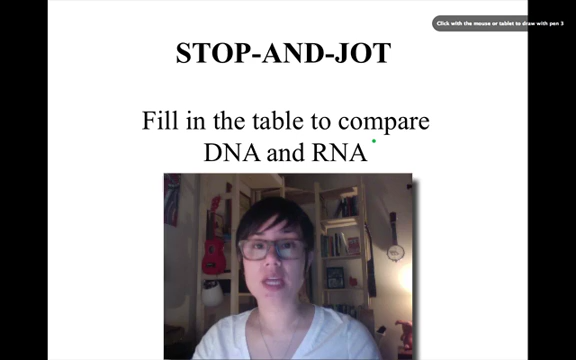 Click with the mouse or tablet to draw with pen 3
STOP-AND-JOT
Fill in the table to compare
DNA and RNA